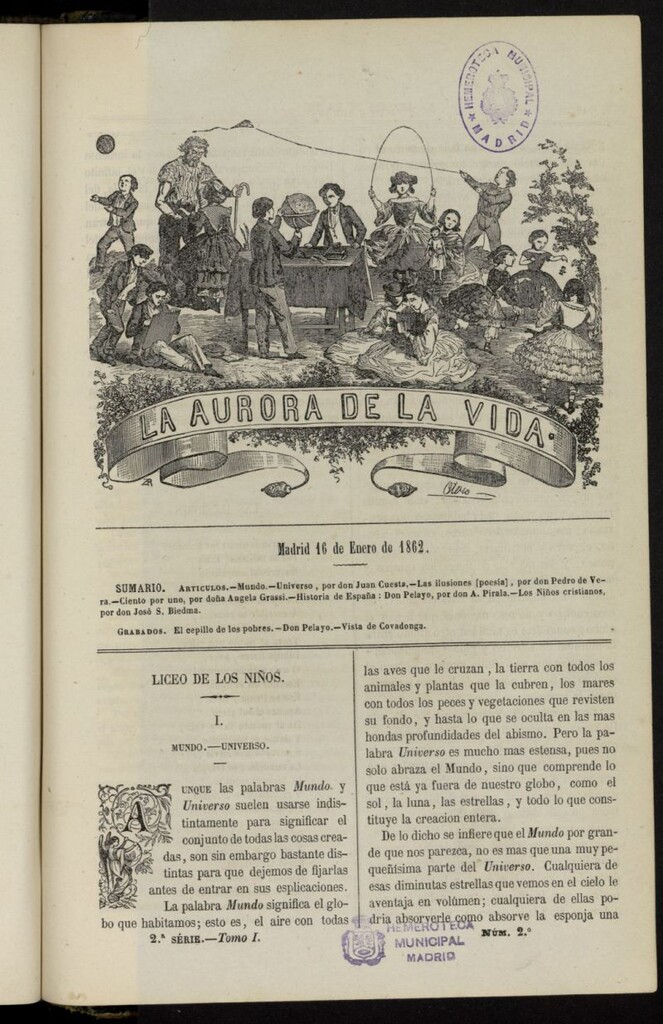 HEMEROTECA MUNICIPAL
MADRID
LA AURORA DE LA VIDA.
Madrid 16 de Enero de 1862.
SUMARIO. ARTICULOS.—Mundo.—Universo, por don Juan Cuesta.—Las ilusiones [poesía], por don Pedro de Ve-
ra.—Ciento por uno, por doña Angela Grassi.—Historia de España: Don Pelayo, por don A. Pirala.—Los Niños cristianos,
por don José S. Biedma.
GRABADOS. El cepillo de los pobres.—Don Pelayo.—Vista de Covadonga.
LICEO DE LOS NIÑOS.
I.
MUNDO.—UNIVERSO.
AUNQUE las palabras Mundo y
Universo suelen usarse indis-
tintamente para significar el
conjunto de todas las cosas crea-
das, son sin embargo bastante dis-
tintas para que dejemos de fijarlas
antes de entrar en sus esplicaciones.
La palabra Mundo significa el glo-
bo que habitamos; esto es, el aire con todas
2.ª SÉRIE.—Tomo I.
las aves que le cruzan, la tierra con todos los
animales y plantas que la cubren, los mares
con todos los peces y vegetaciones que revisten
su fondo, y hasta lo que se oculta en las mas
hondas profundidades del abismo. Pero la pa-
labra Universo es mucho mas estensa, pues no
solo abraza el Mundo, sino que comprende lo
que está ya fuera de nuestro globo, como el
sol, la luna, las estrellas, y todo lo que cons-
tituye la creacion entera.
De lo dicho se infiere que el Mundo por gran-
de que nos parezca, no es mas que una muy pe-
queñísima parte del Universo. Cualquiera de
esas diminutas estrellas que vemos en el cielo le
aventaja en volúmen; cualquiera de ellas po-
dria absorverle como absorve la esponja una
NÚM. 2.º
HEMEROTECA
MUNICIPAL
MADRID